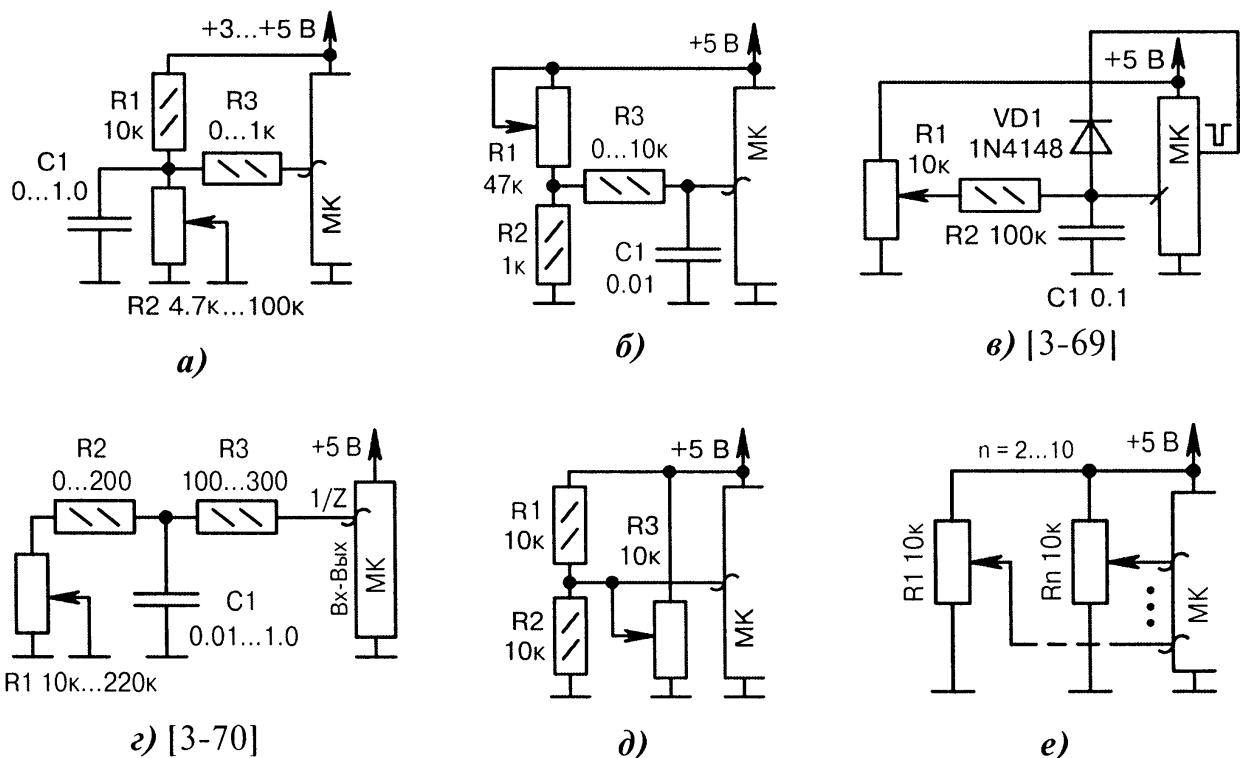 +3...+5 В
R1
10к
R3
0...1к
C1
0...1.0
МК
R2 4.7к...100к
а)
+5 В
R1
47к
R3
0...10к
R2
1к
C1
0.01
МК
б)
+5 В
VD1
1N4148
R1
10к
R2 100к
C1 0.1
МК
в) [3-69]
R2
0...200
R3
100...300
+5 В
1/Z
Вх-Вых
МК
C1
0.01...1.0
R1 10к...220к
г) [3-70]
+5 В
R1
10к
R3
10к
R2
10к
МК
д)
n = 2...10
+5 В
R1 10к
Rn 10к
МК
е)